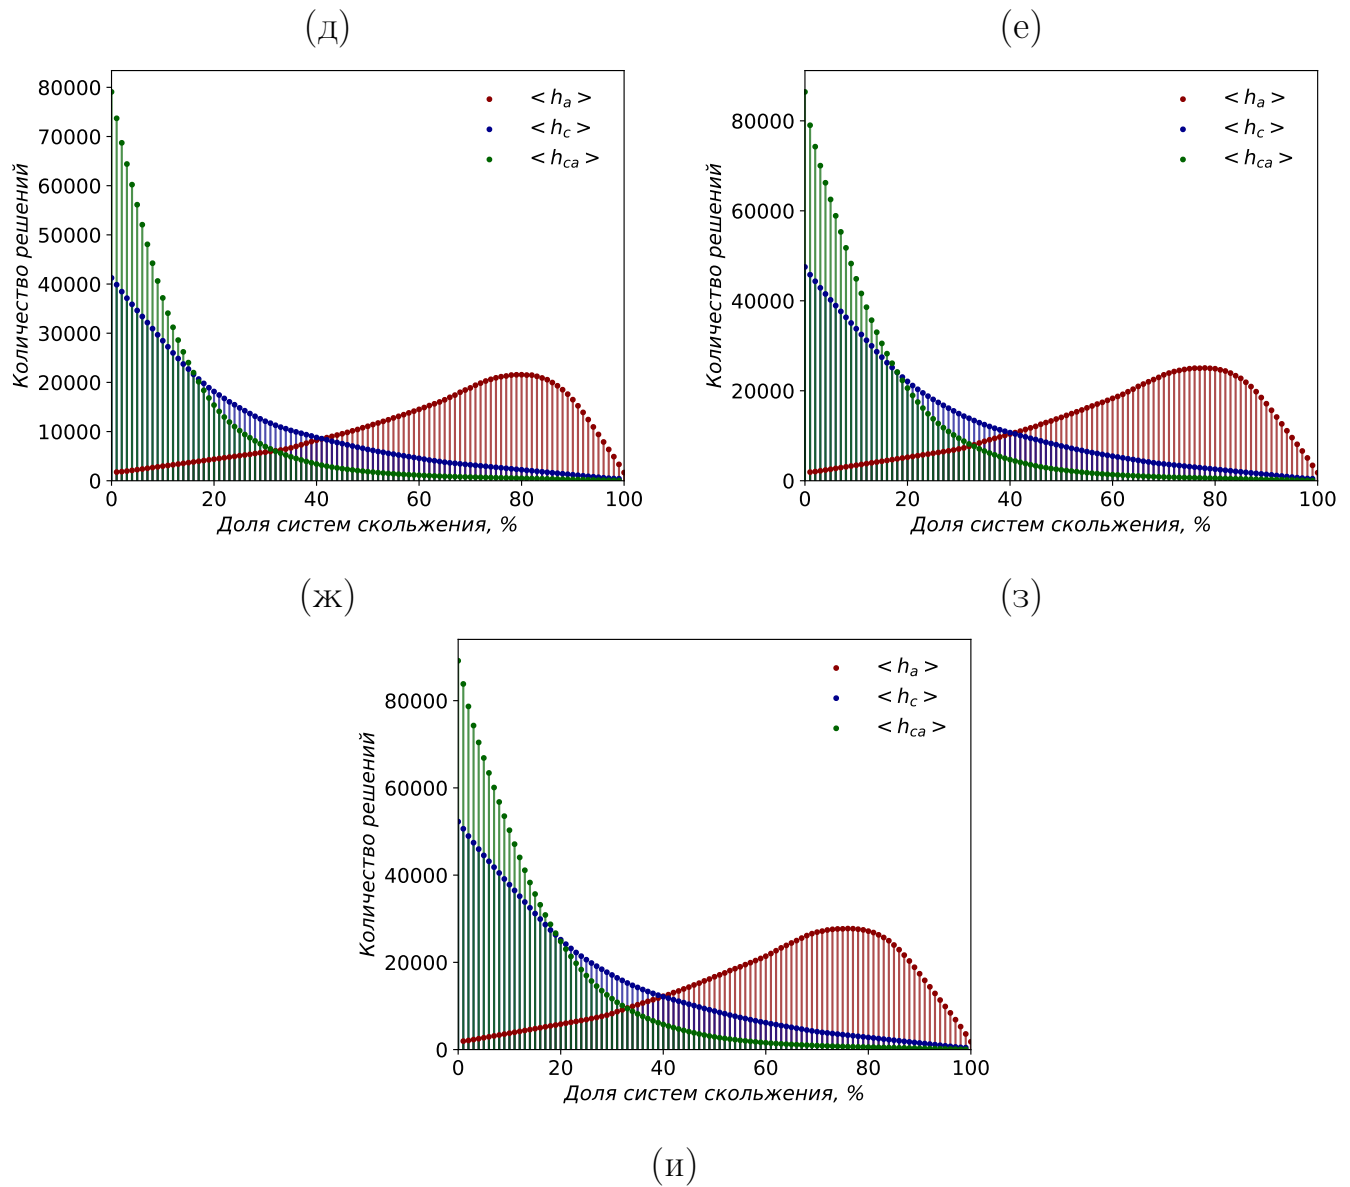 (д) (е)
80000
70000
60000
50000
40000
30000
20000
10000
0
Количество решений
< h_a >
< h_c >
< h_ca >
0 20 40 60 80 100
Доля систем скольжения, %
80000
60000
40000
20000
0
Количество решений
< h_a >
< h_c >
< h_ca >
0 20 40 60 80 100
Доля систем скольжения, %
(ж) (з)
80000
60000
40000
20000
0
Количество решений
< h_a >
< h_c >
< h_ca >
0 20 40 60 80 100
Доля систем скольжения, %
(и)